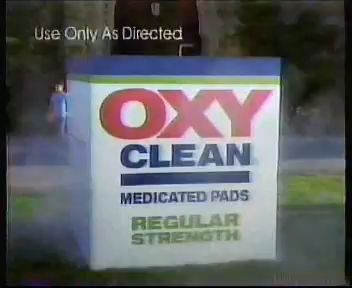 Use Only As Directed
OXY
CLEAN
MEDICATED PADS
REGULAR
STRENGTH